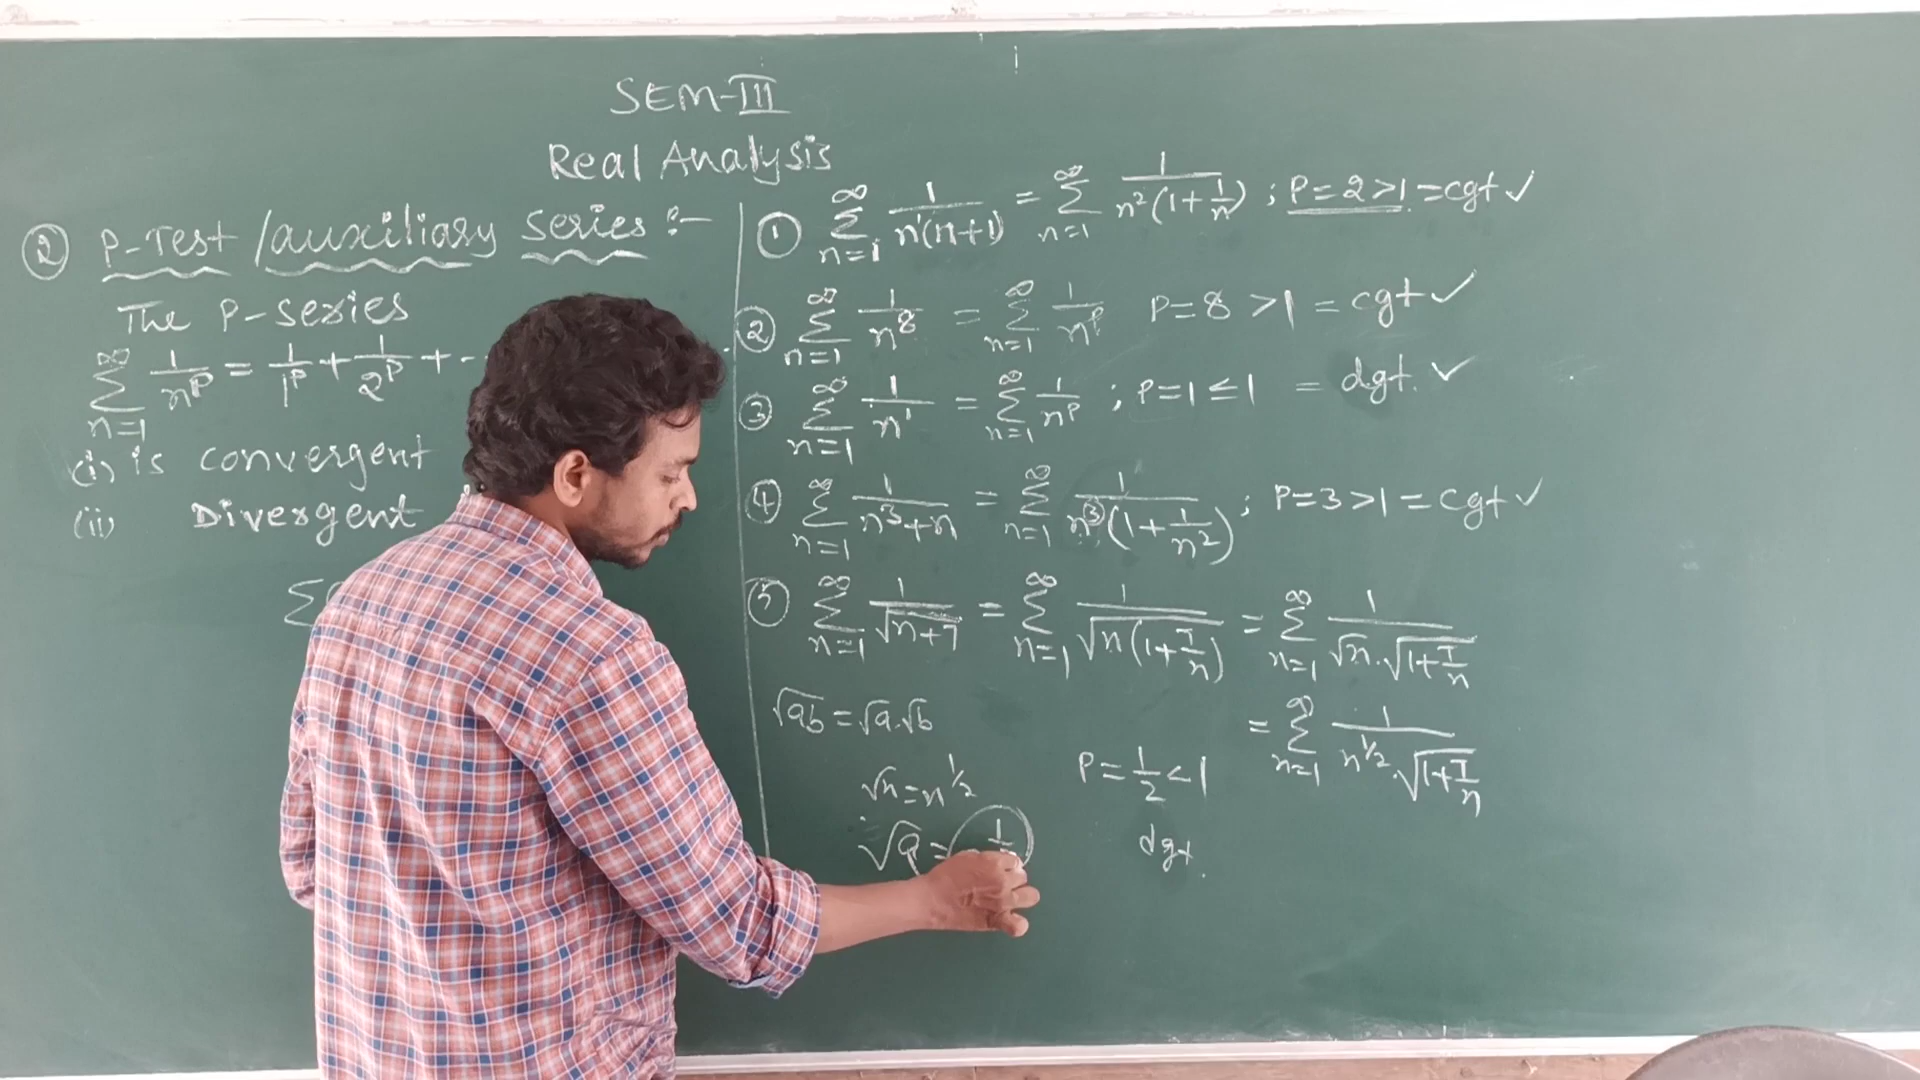 SEM-III
Real Analysis
② P-Test /auxiliary series :-
The P-series
∞∑n=1 1/n^p = 1/1^p + 1/2^p + - -
(i) is convergent
(ii) Divergent
∑
① ∞∑n=1 1/n^1(n+1) = ∞∑n=1 1/n²(1+1/n) ; P=2>1 = cgt ✓
② ∞∑n=1 1/n^8 = ∞∑n=1 1/n^p P=8 >1 = cgt ✓
③ ∞∑n=1 1/n^1 = ∞∑n=1 1/n^p ; P=1≤1 = dgt. ✓
④ ∞∑n=1 1/n³+n = ∞∑n=1 1/n^③(1+1/n²) ; P=3>1 = cgt ✓
⑤ ∞∑n=1 1/√n+7 = ∞∑n=1 1/√n(1+7/n) = ∞∑n=1 1/√n.√1+7/n
= ∞∑n=1 1/n^1/2.√1+7/n
√ab = √a.√b
√n = n^1/2
P = 1/2 < 1
dgt.